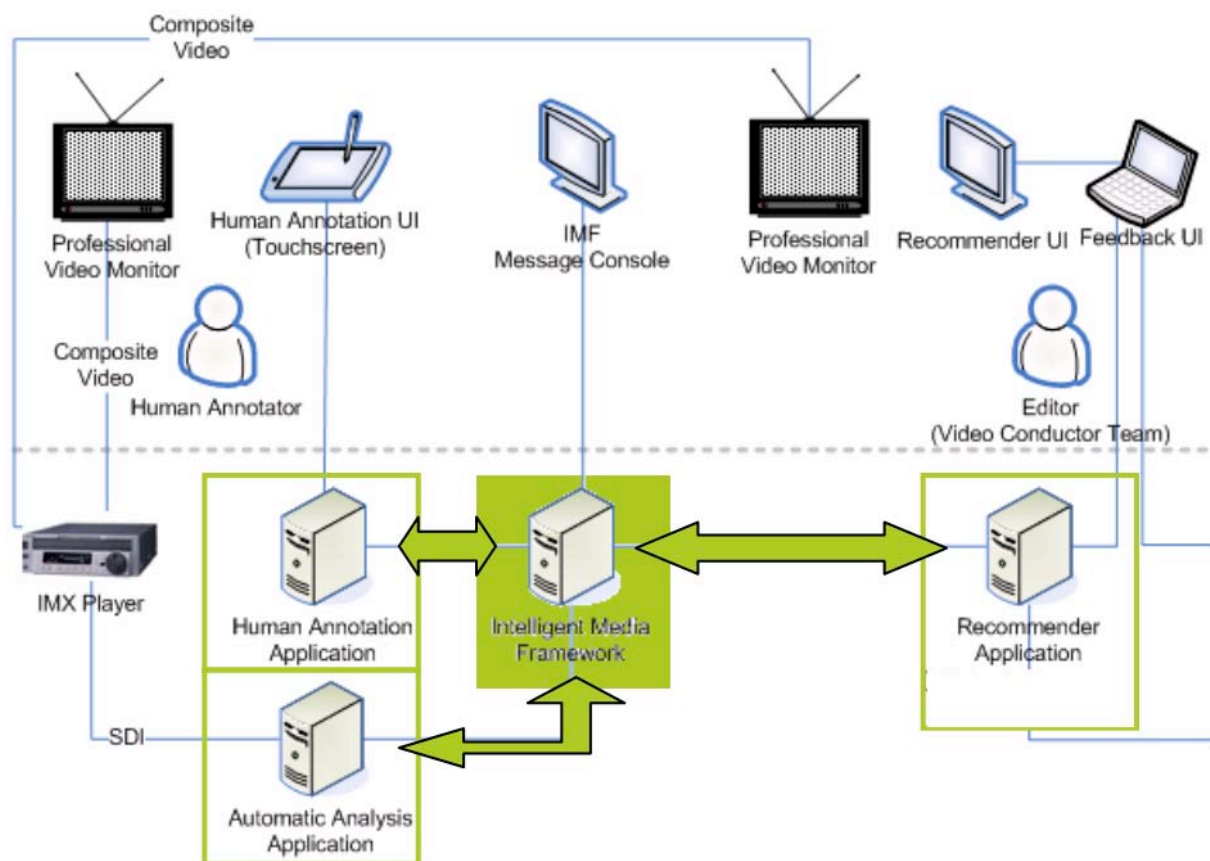 Composite
Video
Professional
Video Monitor
Human Annotation UI
(Touchscreen)
IMF
Message Console
Professional
Video Monitor
Recommender UI
Feedback UI
Composite
Video
Human Annotator
Editor
(Video Conductor Team)
IMX Player
Human Annotation
Application
Intelligent Media
Framework
Recommender
Application
SDI
Automatic Analysis
Application